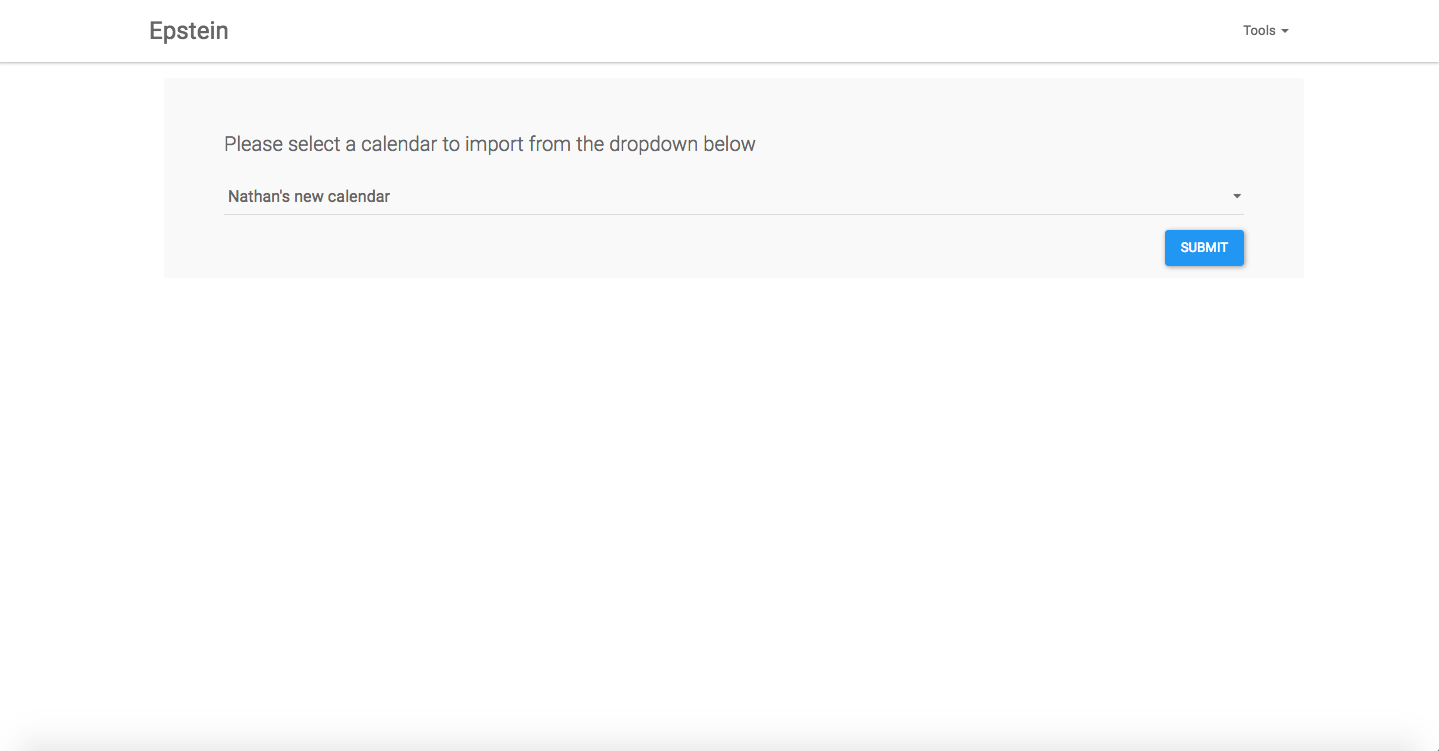 Epstein
Tools
Please select a calendar to import from the dropdown below
Nathan's new calendar
SUBMIT